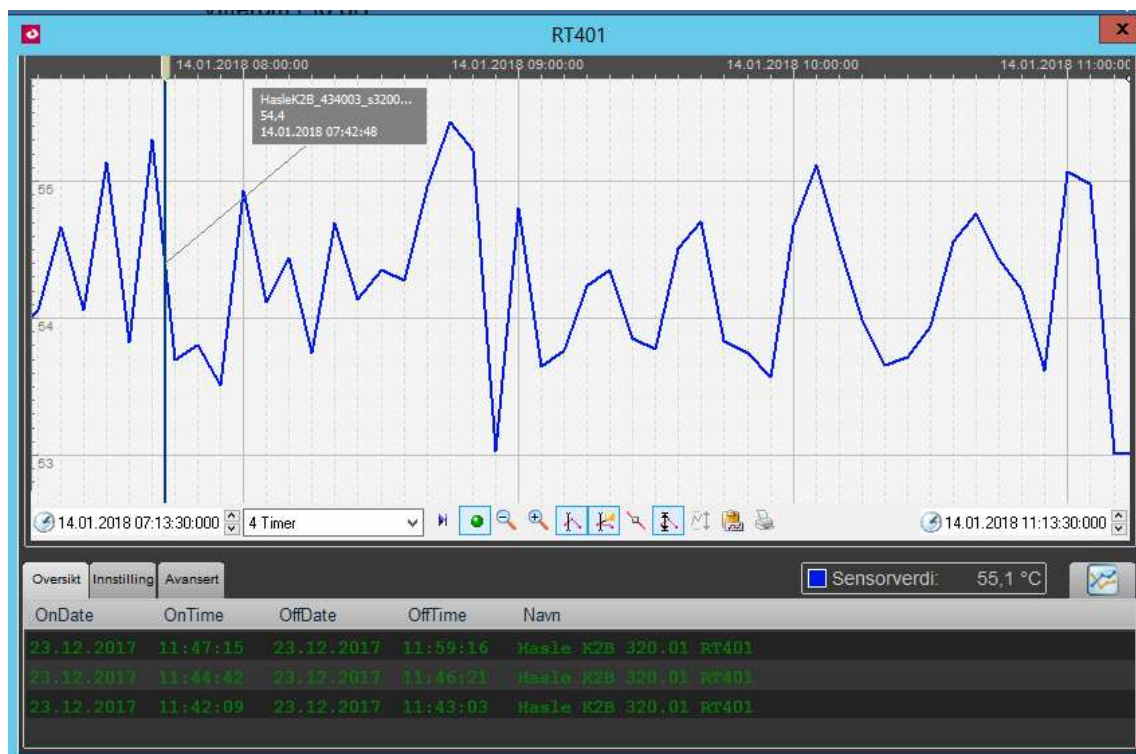 RT401
x
14.01.2018 08:00:00 14.01.2018 09:00:00 14.01.2018 10:00:00 14.01.2018 11:00:00
HasleK2B_434003_s3200...
54,4
14.01.2018 07:42:48
55
54
53
14.01.2018 07:13:30:000 4 Timer 14.01.2018 11:13:30:000
Oversikt Innstilling Avansert Sensorverdi: 55,1 °C
OnDate OnTime OffDate OffTime Navn
23.12.2017 11:47:15 23.12.2017 11:59:16 Hasle K2B 320.01 RT401
23.12.2017 11:44:42 23.12.2017 11:46:21 Hasle K2B 320.01 RT401
23.12.2017 11:42:09 23.12.2017 11:43:03 Hasle K2B 320.01 RT401